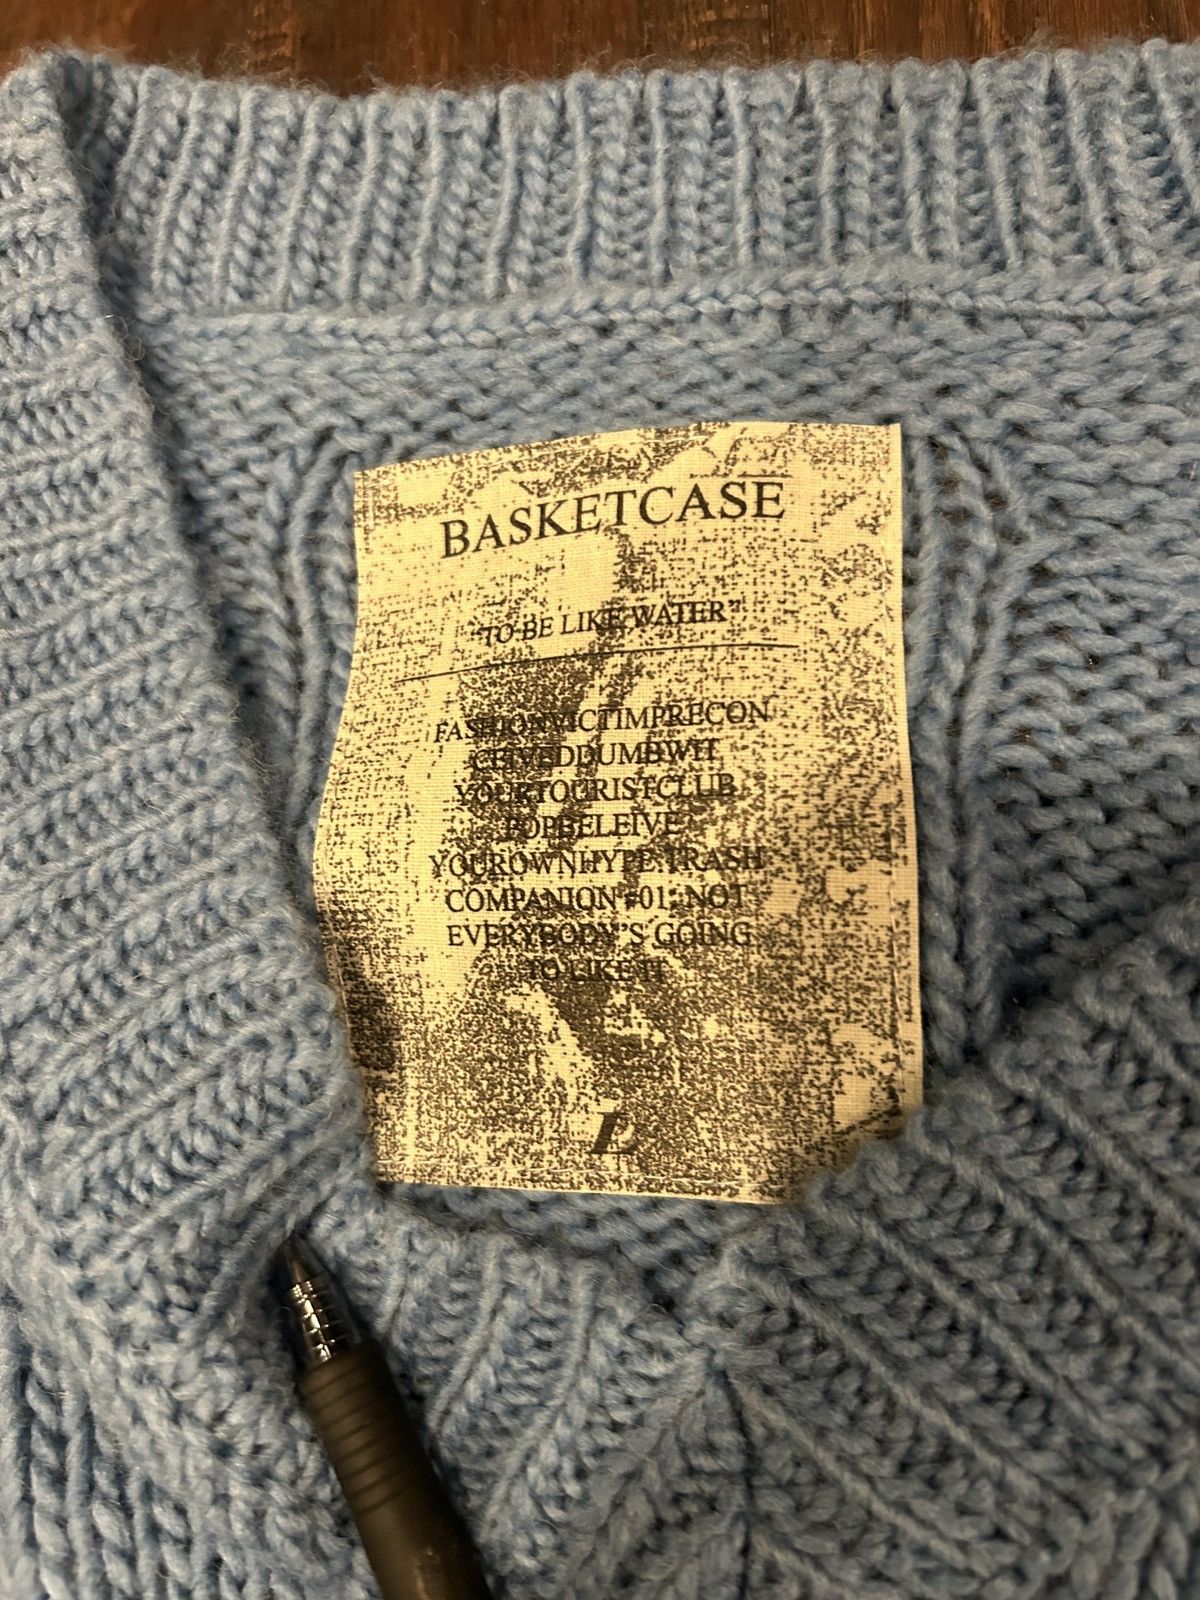 BASKETCASE
"TO BE LIKE WATER"
FASHIONVICTIMPRECON
CEIVEDDUMBWIT
YOURTOURISTCLUB
POPBELEIVE
YOUROWNHYPE.TRASH
COMPANION #01: NOT
EVERYBODY'S GOING
TO LIKE IT